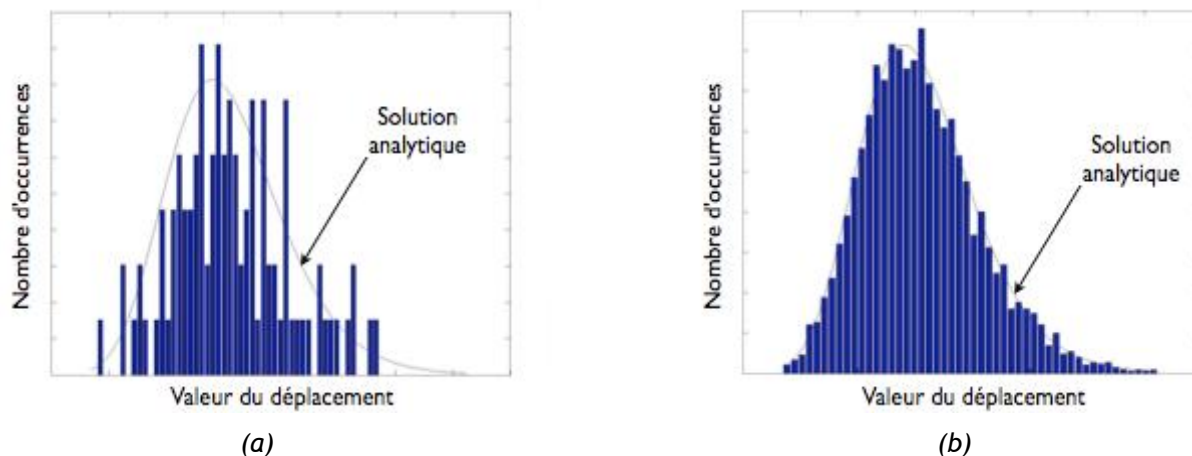 Nombre d'occurrences
Solution
analytique
Valeur du déplacement
(a)
Nombre d'occurrences
Solution
analytique
Valeur du déplacement
(b)